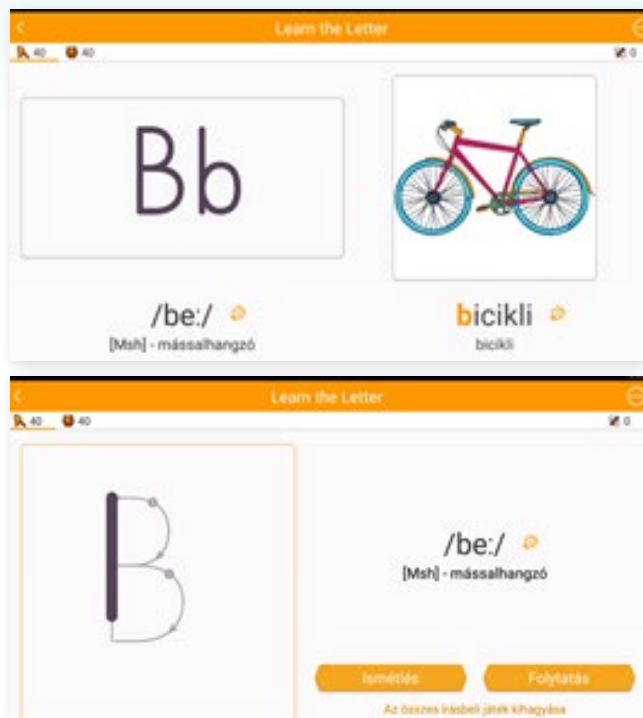 Learn the Letter
40 40 0
Bb
/be:/
[Msh] - mássalhangzó
bicikli
bicikli
Learn the Letter
40 40 0
B
/be:/
[Msh] - mássalhangzó
Ismétlés Folytatás
Az összes írásbeli játék kihagyása